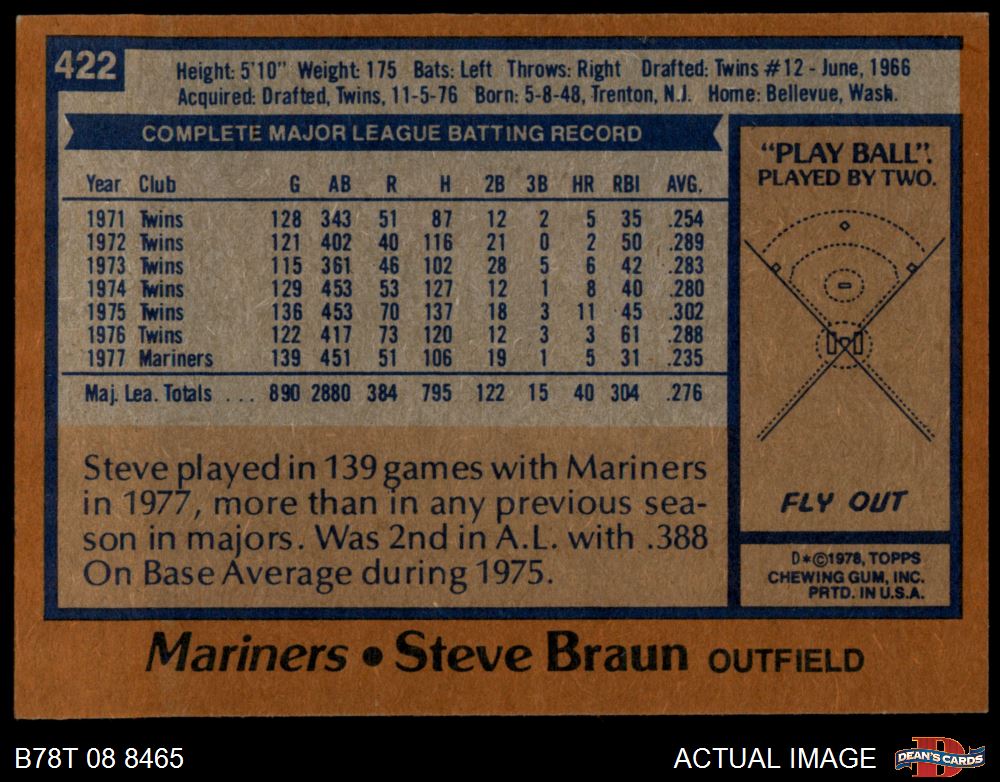 422
Height: 5'10" Weight: 175 Bats: Left Throws: Right Drafted: Twins #12 - June, 1966
Acquired: Drafted, Twins, 11-5-76 Born: 5-8-48, Trenton, N.J. Home: Bellevue, Wash.
COMPLETE MAJOR LEAGUE BATTING RECORD
Year Club G AB R H 2B 3B HR RBI AVG.
1971 Twins 128 343 51 87 12 2 5 35 .254
1972 Twins 121 402 40 116 21 0 2 50 .289
1973 Twins 115 361 46 102 28 5 6 42 .283
1974 Twins 129 453 53 127 12 1 8 40 .280
1975 Twins 136 453 70 137 18 3 11 45 .302
1976 Twins 122 417 73 120 12 3 3 61 .288
1977 Mariners 139 451 51 106 19 1 5 31 .235
Maj. Lea. Totals ... 890 2880 384 795 122 15 40 304 .276
Steve played in 139 games with Mariners
in 1977, more than in any previous sea-
son in majors. Was 2nd in A.L. with .388
On Base Average during 1975.
"PLAY BALL".
PLAYED BY TWO.
FLY OUT
D*©1978, TOPPS
CHEWING GUM, INC.
PRTD. IN U.S.A.
Mariners • Steve Braun OUTFIELD
B78T 08 8465
ACTUAL IMAGE
D
DEAN'S CARDS